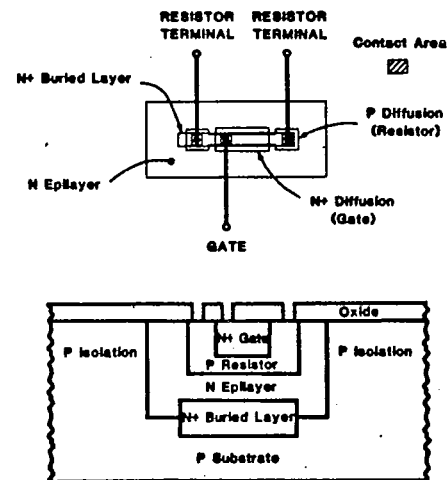 RESISTOR
TERMINAL
RESISTOR
TERMINAL
Contact Area
N+ Buried Layer
P Diffusion
(Resistor)
N Epilayer
N+ Diffusion
(Gate)
GATE
Oxide
P Isolation
N+ Gate
P Isolation
P Resistor
N Epilayer
N+ Buried Layer
P Substrate